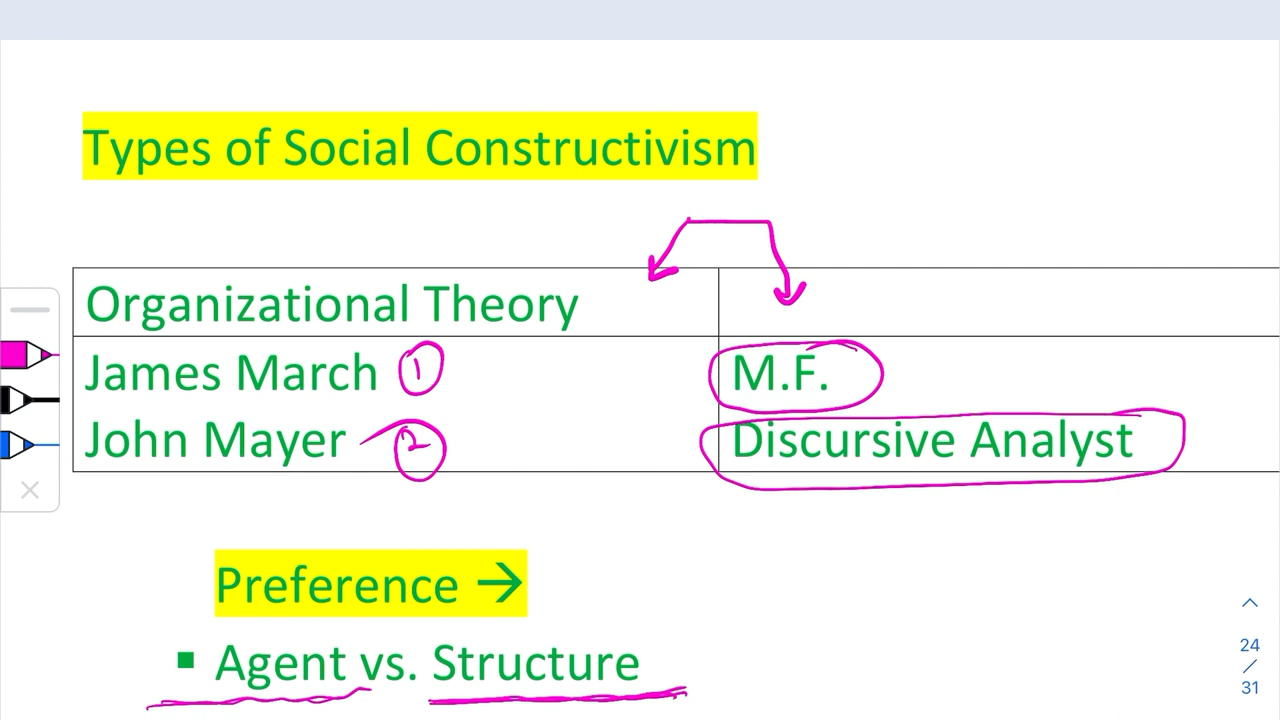 Types of Social Constructivism
Organizational Theory
James March 1 M.F.
John Mayer 2 Discursive Analyst
Preference →
▪ Agent vs. Structure
24
/
31